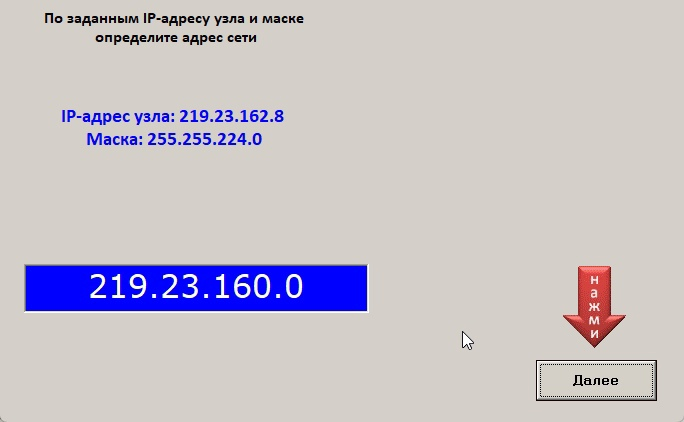 По заданным IP-адресу узла и маске
определите адрес сети
IP-адрес узла: 219.23.162.8
Маска: 255.255.224.0
219.23.160.0
нажми
Далее